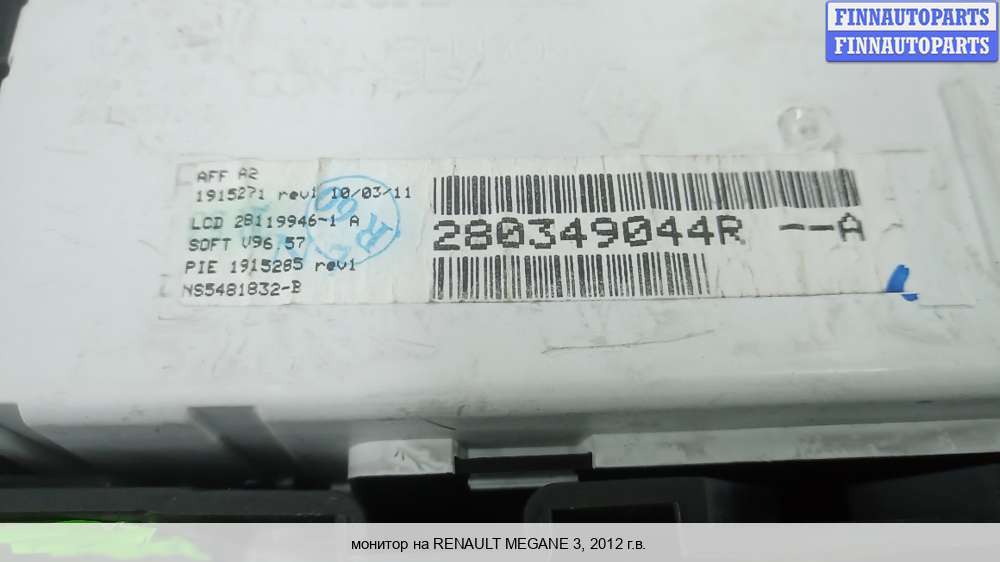 FINNAUTOPARTS
FINNAUTOPARTS
AFF A2
1915271 rev1 10/03/11
LCD 28119946-1 A
SOFT V96,57
PIE 1915285 rev1
NS5481832-B
R 60
280349044R --A
монитор на RENAULT MEGANE 3, 2012 г.в.